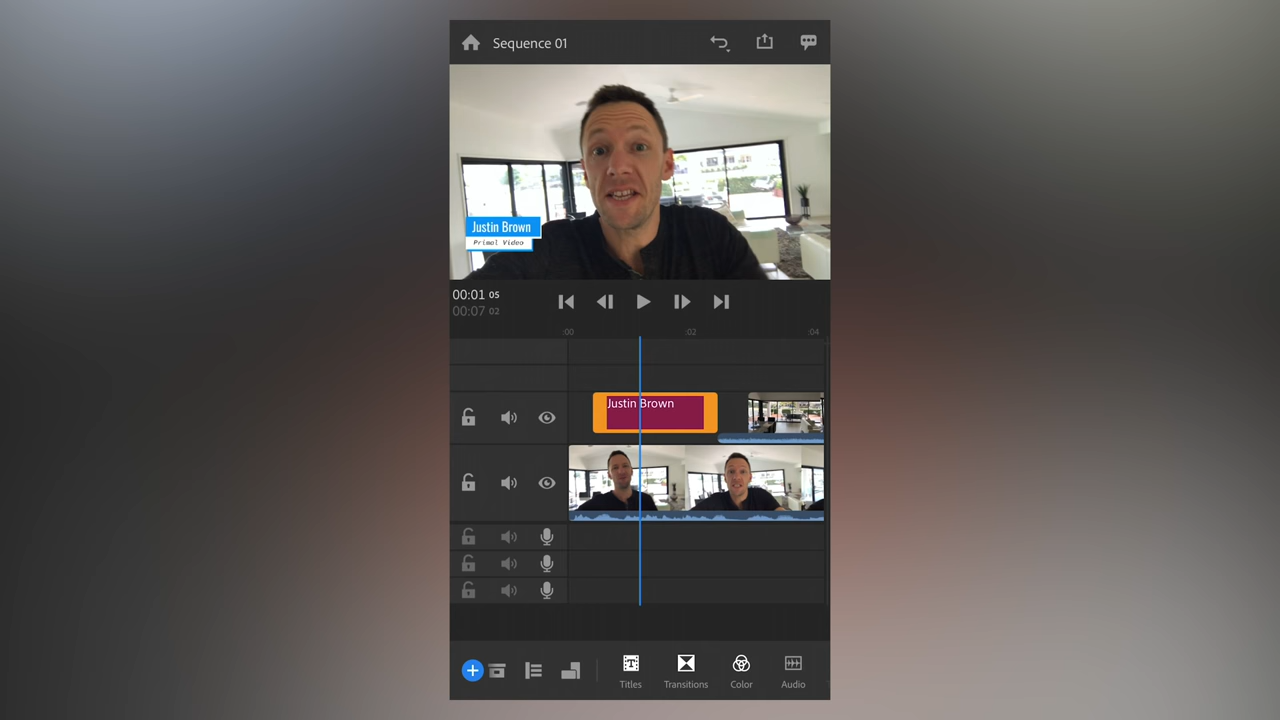 Sequence 01
Justin Brown
Primal Video
00:01 05
00:07 02
:00 :02 :04
Justin Brown
Titles Transitions Color Audio